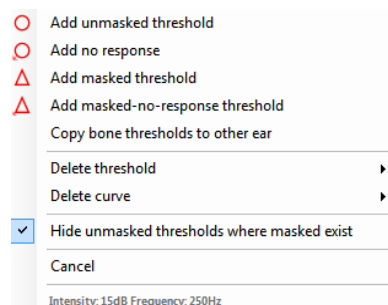 Add unmasked threshold
Add no response
Add masked threshold
Add masked-no-response threshold
Copy bone thresholds to other ear
Delete threshold
Delete curve
Hide unmasked thresholds where masked exist
Cancel
Intensity: 15dB Frequency: 250Hz